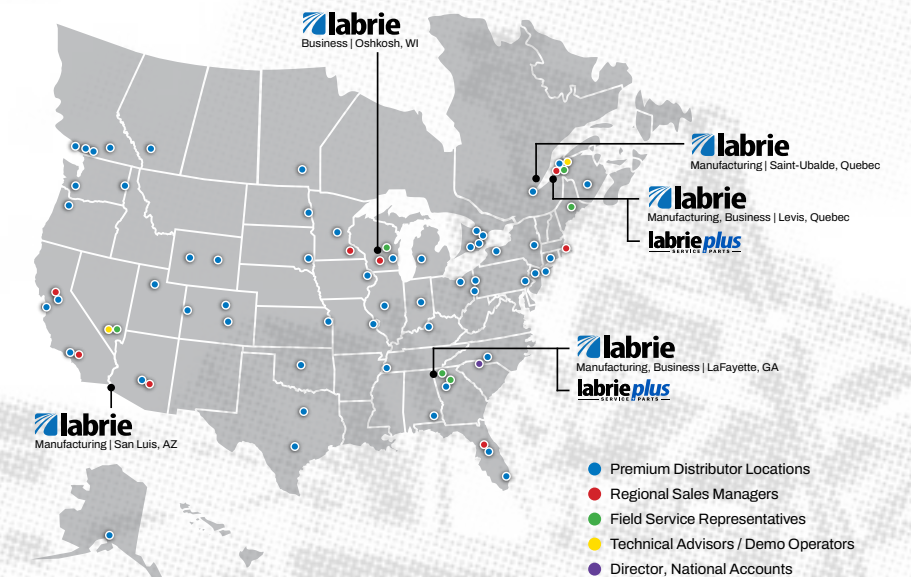 labrie
Business | Oshkosh, WI
labrie
Manufacturing | Saint-Ubalde, Quebec
labrie
Manufacturing, Business | Levis, Quebec
labrie plus
SERVICE PARTS
labrie
Manufacturing, Business | LaFayette, GA
labrie plus
SERVICE PARTS
labrie
Manufacturing | San Luis, AZ
Premium Distributor Locations
Regional Sales Managers
Field Service Representatives
Technical Advisors / Demo Operators
Director, National Accounts